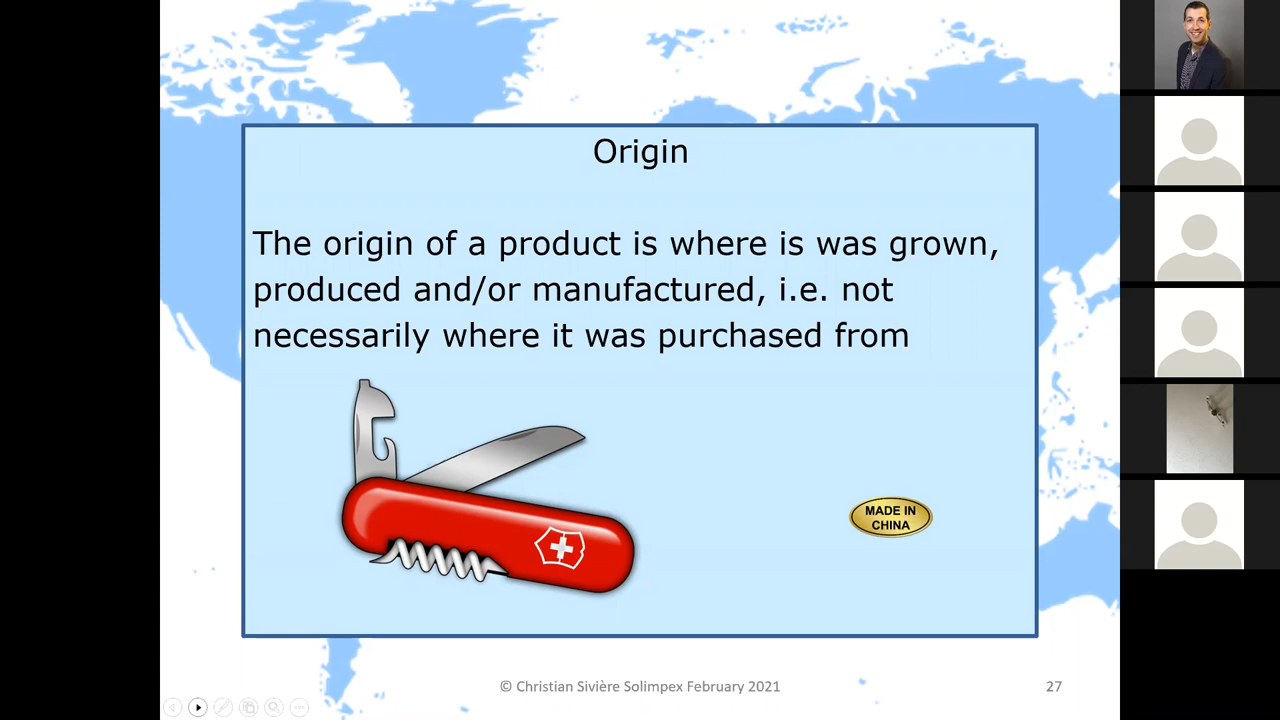 Origin
The origin of a product is where is was grown,
produced and/or manufactured, i.e. not
necessarily where it was purchased from
MADE IN
CHINA
© Christian Sivière Solimpex February 2021
27